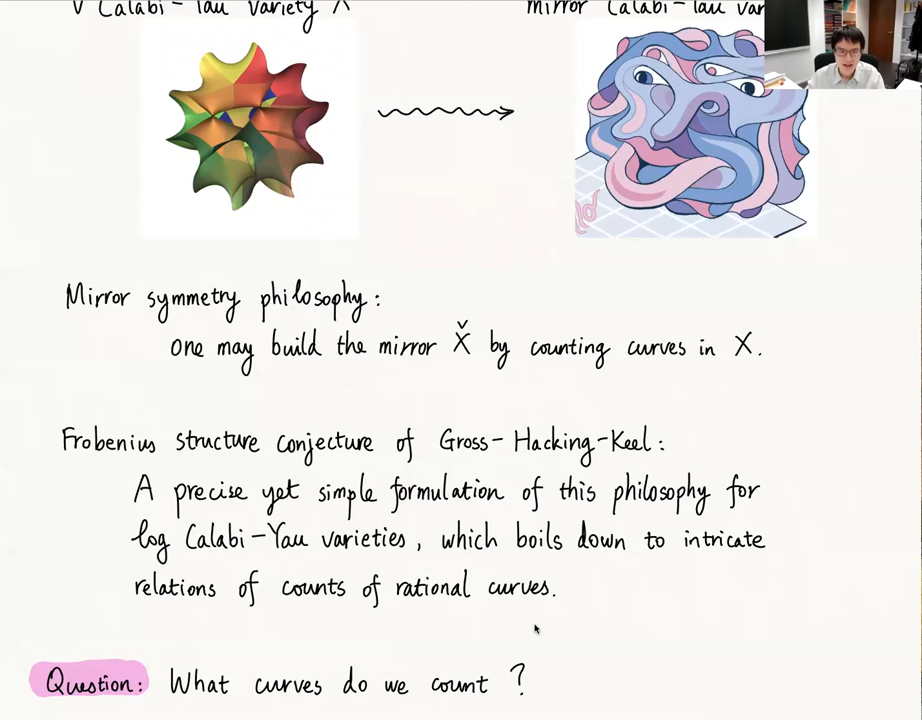 Calabi-Yau variety X
mirror Calabi-Yau var
Mirror symmetry philosophy:
one may build the mirror X̌ by counting curves in X.
Frobenius structure conjecture of Gross-Hacking-Keel:
A precise yet simple formulation of this philosophy for
log Calabi-Yau varieties, which boils down to intricate
relations of counts of rational curves.
Question: What curves do we count ?